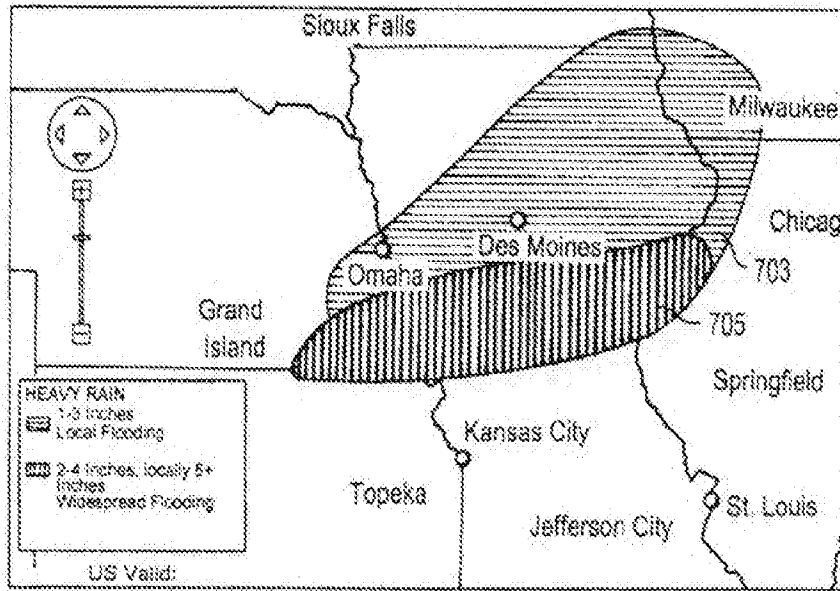 Sioux Falls
Milwaukee
Chicag
Des Moines
703
Omaha
Grand
Island
705
Springfield
HEAVY RAIN
1-3 Inches
Local Flooding
2-4 Inches, locally 5+
Inches
Widespread Flooding
Kansas City
Topeka
Jefferson City
St. Louis
US Valid: